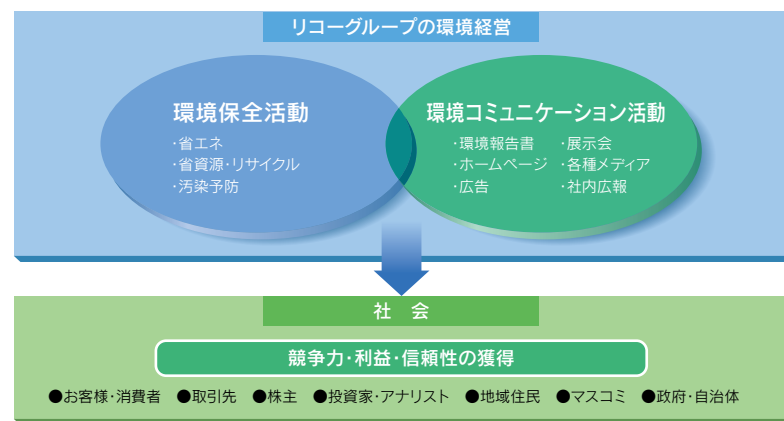 リコーグループの環境経営
環境保全活動
・省エネ
・省資源・リサイクル
・汚染予防
環境コミュニケーション活動
・環境報告書 ・展示会
・ホームページ ・各種メディア
・広告 ・社内広報
社 会
競争力・利益・信頼性の獲得
●お客様・消費者 ●取引先 ●株主 ●投資家・アナリスト ●地域住民 ●マスコミ ●政府・自治体